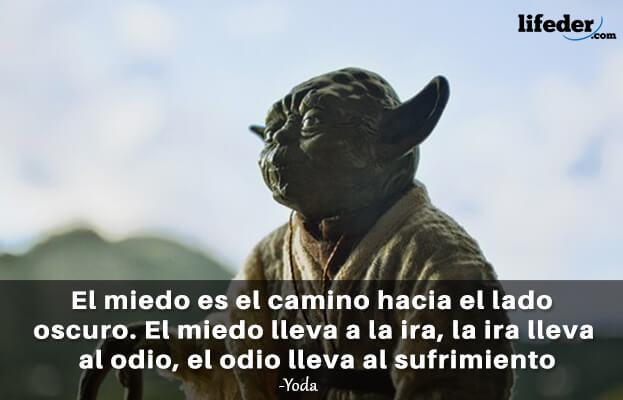 lifeder.com
El miedo es el camino hacia el lado
oscuro. El miedo lleva a la ira, la ira lleva
al odio, el odio lleva al sufrimiento
-Yoda